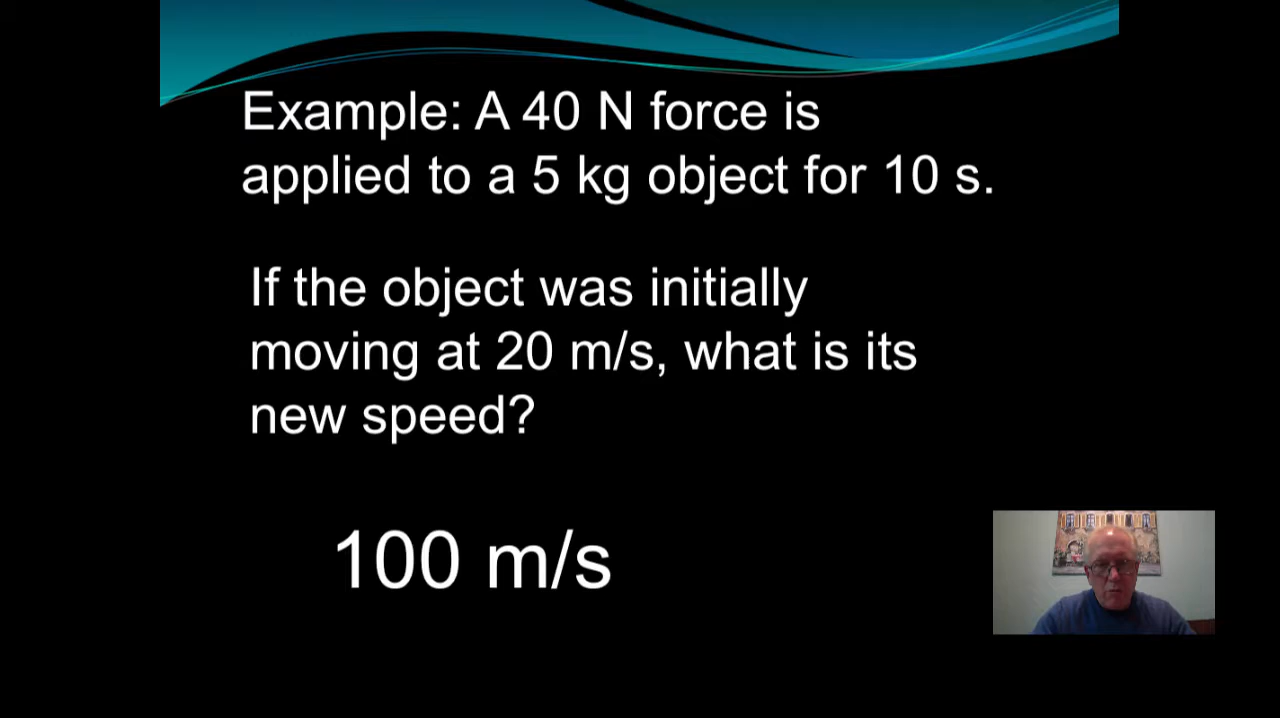 Example: A 40 N force is
applied to a 5 kg object for 10 s.
If the object was initially
moving at 20 m/s, what is its
new speed?
100 m/s